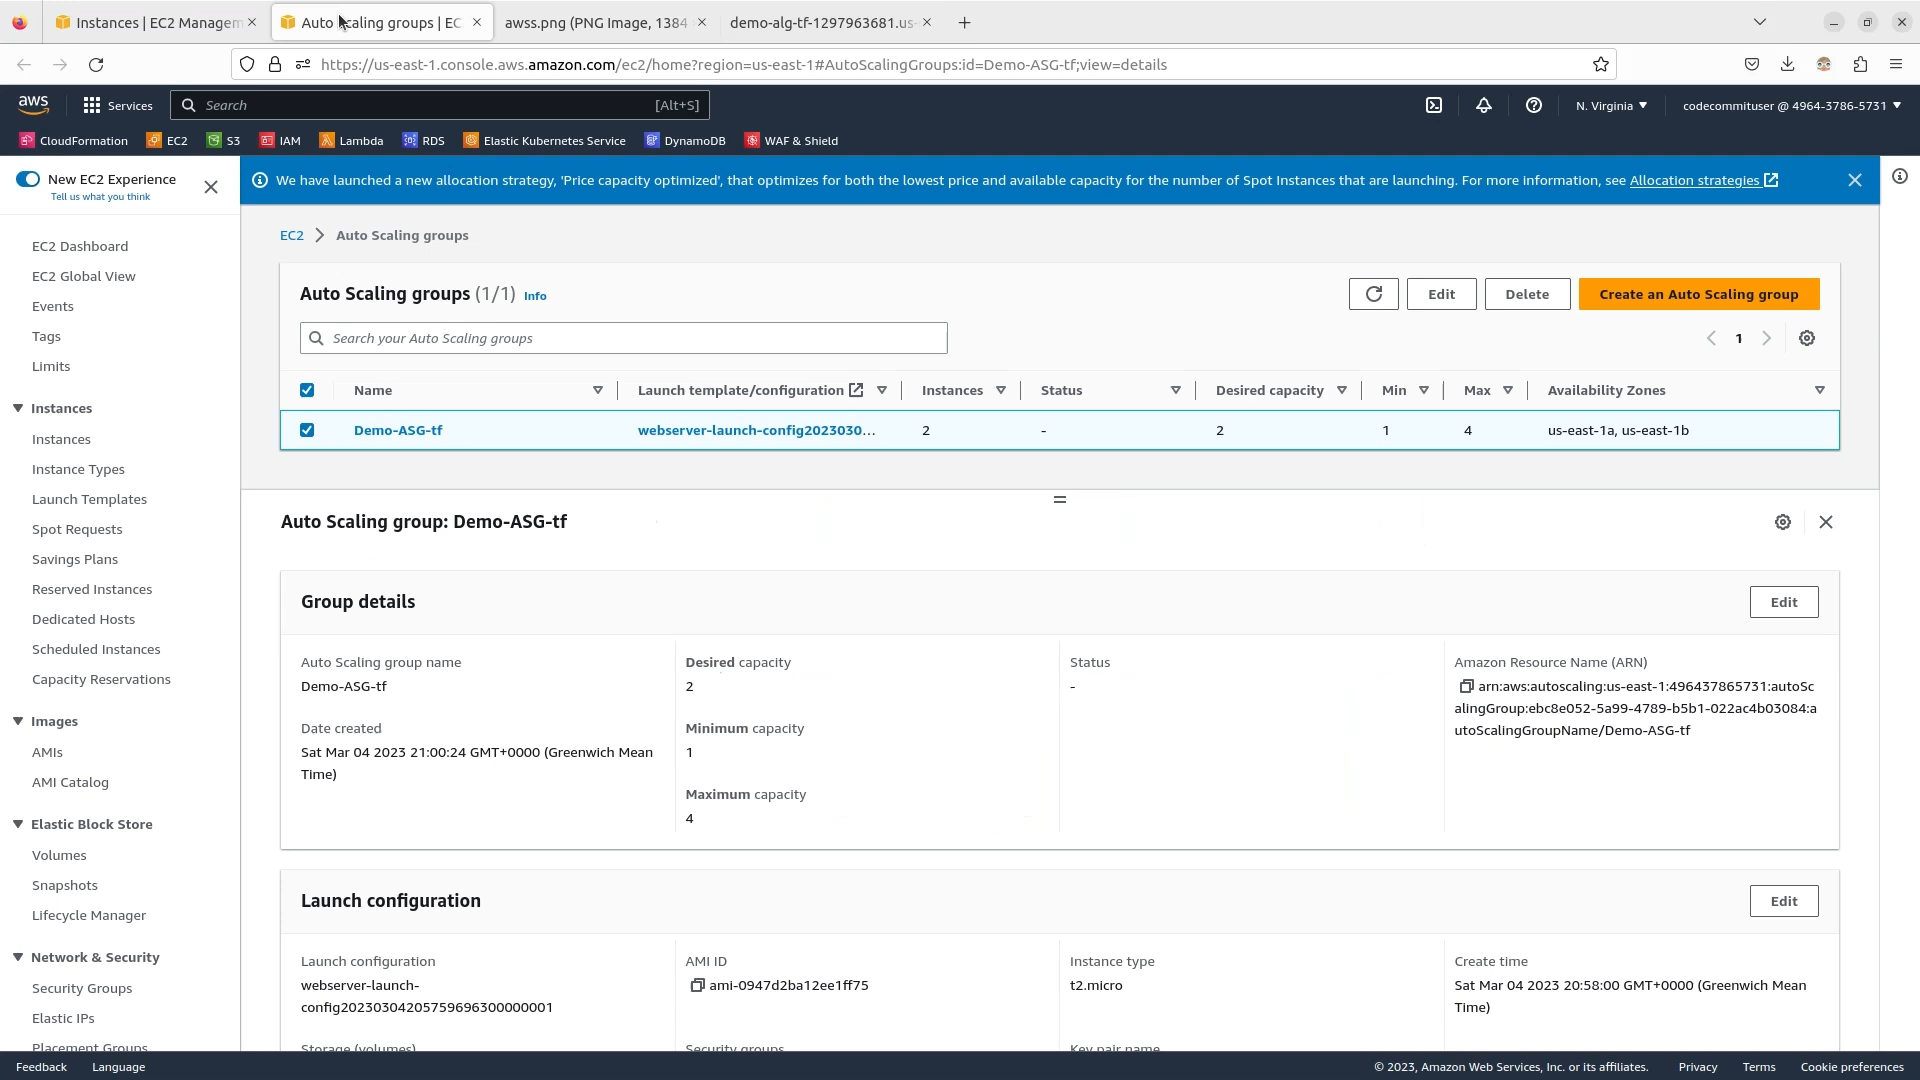 Instances | EC2 Managem
Auto Scaling groups | EC
awss.png (PNG Image, 1384
demo-alg-tf-1297963681.us-
https://us-east-1.console.aws.amazon.com/ec2/home?region=us-east-1#AutoScalingGroups:id=Demo-ASG-tf;view=details
aws
Services
Search
[Alt+S]
N. Virginia
codecommituser @ 4964-3786-5731
CloudFormation
EC2
S3
IAM
Lambda
RDS
Elastic Kubernetes Service
DynamoDB
WAF & Shield
New EC2 Experience
Tell us what you think
EC2 Dashboard
EC2 Global View
Events
Tags
Limits
Instances
Instances
Instance Types
Launch Templates
Spot Requests
Savings Plans
Reserved Instances
Dedicated Hosts
Scheduled Instances
Capacity Reservations
Images
AMIs
AMI Catalog
Elastic Block Store
Volumes
Snapshots
Lifecycle Manager
Network & Security
Security Groups
Elastic IPs
Placement Groups
We have launched a new allocation strategy, 'Price capacity optimized', that optimizes for both the lowest price and available capacity for the number of Spot Instances that are launching. For more information, see Allocation strategies
EC2 > Auto Scaling groups
Auto Scaling groups (1/1) Info
Edit
Delete
Create an Auto Scaling group
Search your Auto Scaling groups
1
Name
Launch template/configuration
Instances
Status
Desired capacity
Min
Max
Availability Zones
Demo-ASG-tf
webserver-launch-config2023030...
2
-
2
1
4
us-east-1a, us-east-1b
Auto Scaling group: Demo-ASG-tf
Group details
Edit
Auto Scaling group name
Demo-ASG-tf
Date created
Sat Mar 04 2023 21:00:24 GMT+0000 (Greenwich Mean
Time)
Desired capacity
2
Minimum capacity
1
Maximum capacity
4
Status
-
Amazon Resource Name (ARN)
arn:aws:autoscaling:us-east-1:496437865731:autoSc
alingGroup:ebc8e052-5a99-4789-b5b1-022ac4b03084:a
utoScalingGroupName/Demo-ASG-tf
Launch configuration
Edit
Launch configuration
webserver-launch-
config20230304205759696300000001
AMI ID
ami-0947d2ba12ee1ff75
Instance type
t2.micro
Create time
Sat Mar 04 2023 20:58:00 GMT+0000 (Greenwich Mean
Time)
Storage (volumes)
Security groups
Key pair name
Feedback
Language
© 2023, Amazon Web Services, Inc. or its affiliates.
Privacy
Terms
Cookie preferences